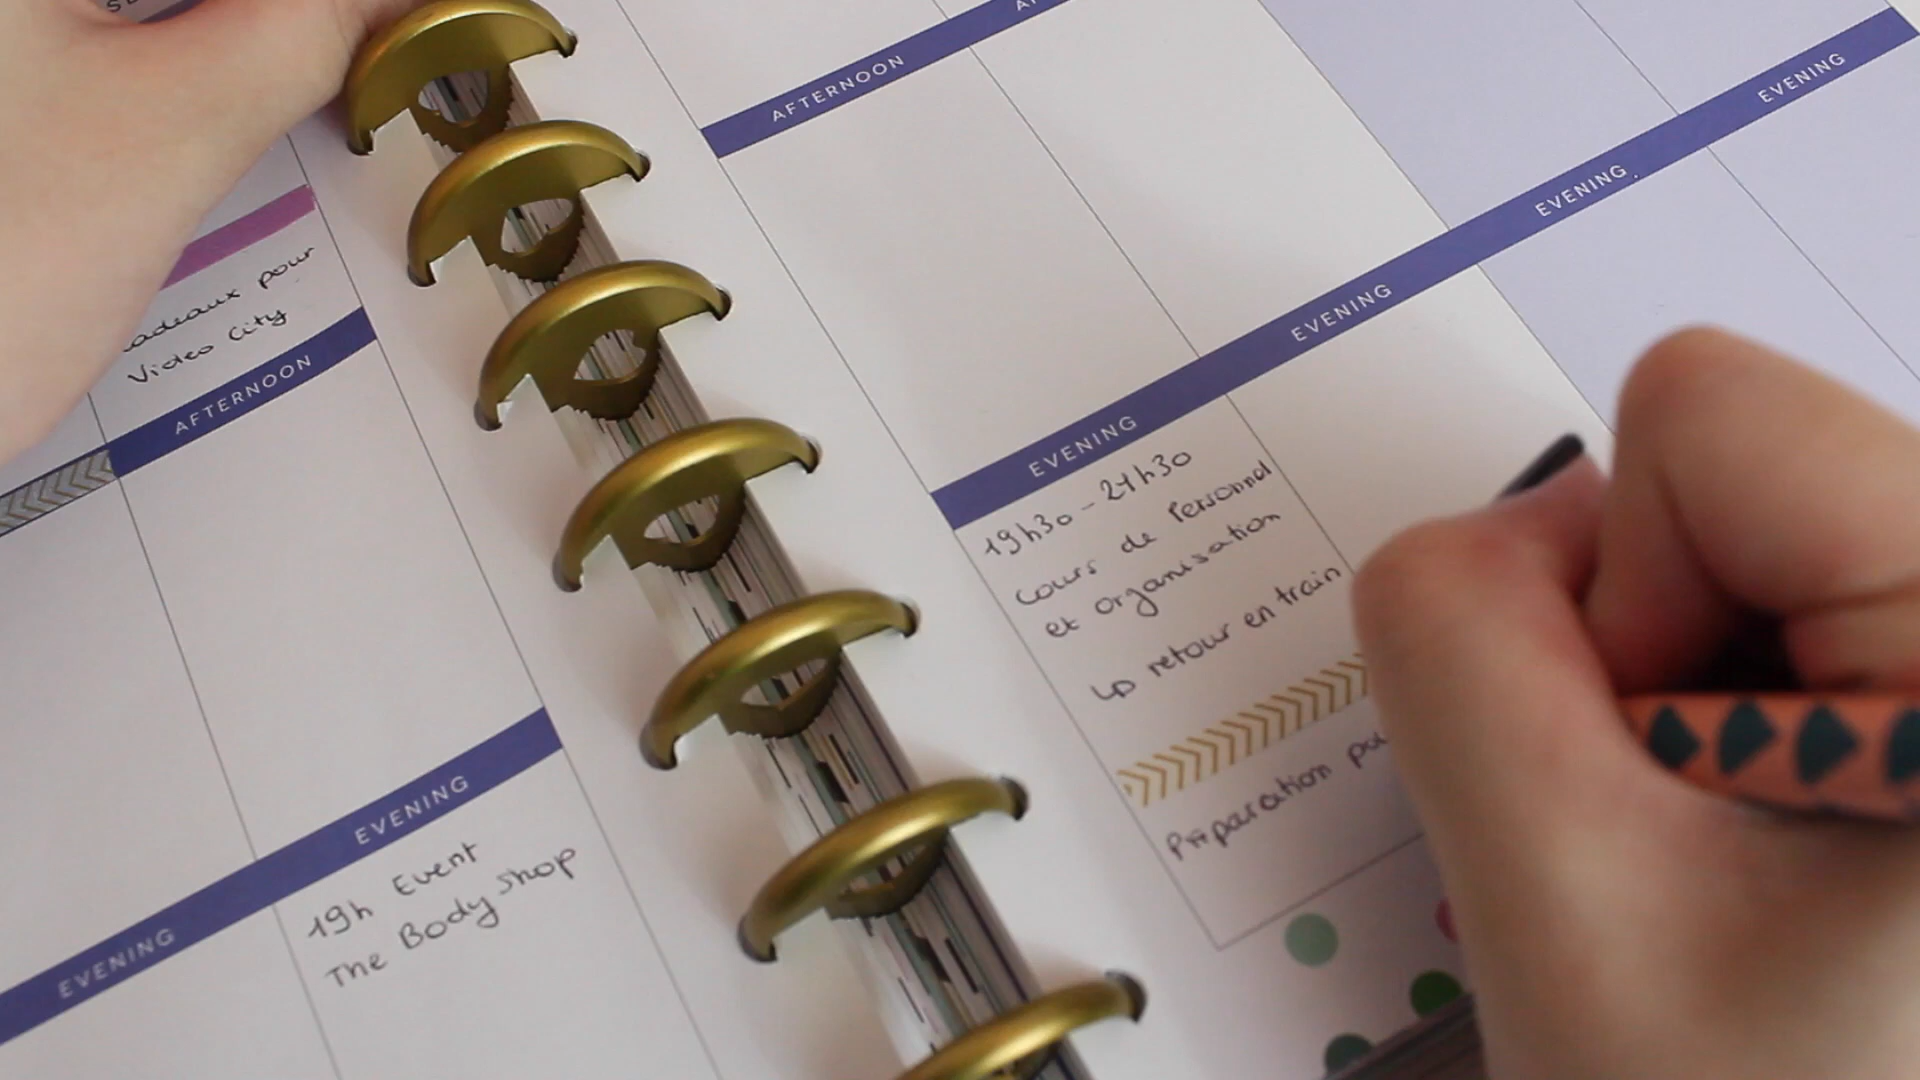 cadeaux pour
Video City
AFTERNOON
EVENING
EVENING
19h Event
The Body Shop
AFTERNOON
EVENING
EVENING
EVENING
EVENING
19h30 - 21h30
cours de Personnel
et organisation
retour en train
Préparation